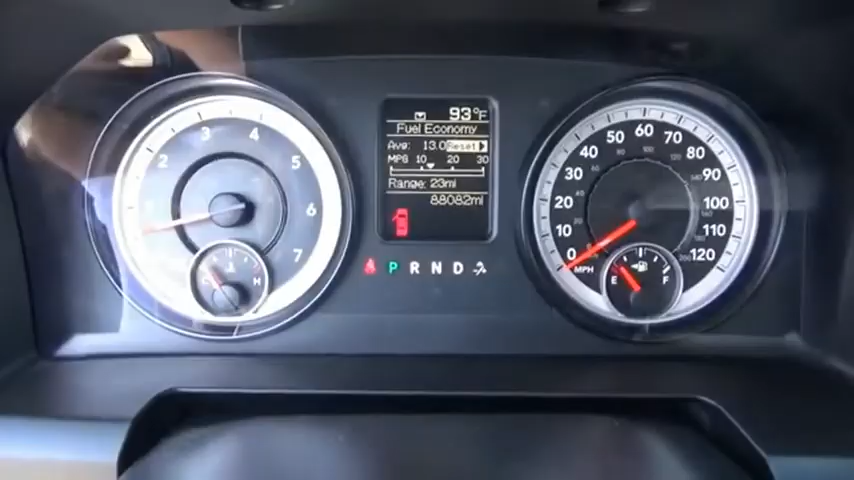 93°F
Fuel Economy
Avg: 13.0 Reset
MPG 10 20 30
Range: 23mi
88082mi
P R N D
2 3 4 5 6 7
C H
0 10 20 30 40 50 60 70 80 90 100 110 120
MPH
E F